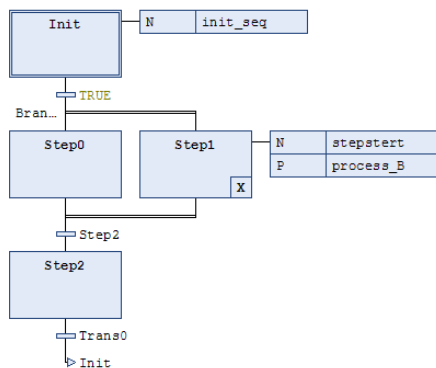 Init
N init_seq
TRUE
Bran...
Step0
Step1
N stepstert
P process_B
X
Step2
Step2
Trans0
Init